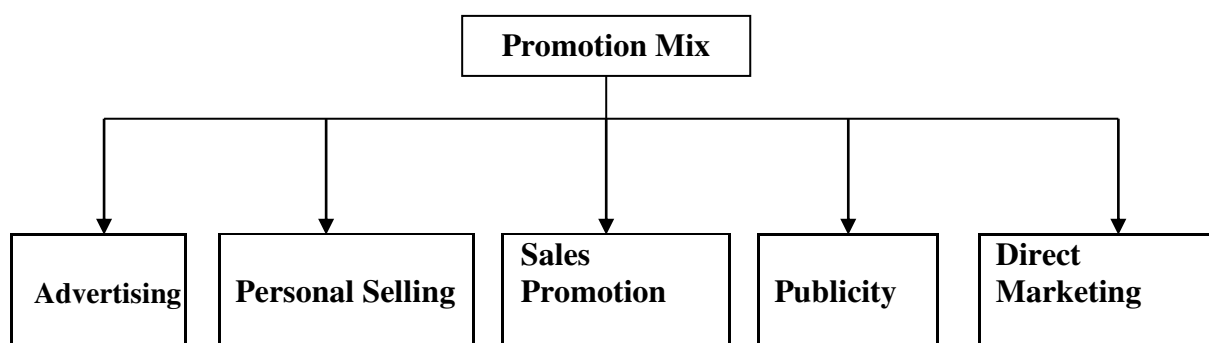 Promotion Mix
Advertising
Personal Selling
Sales
Promotion
Publicity
Direct
Marketing